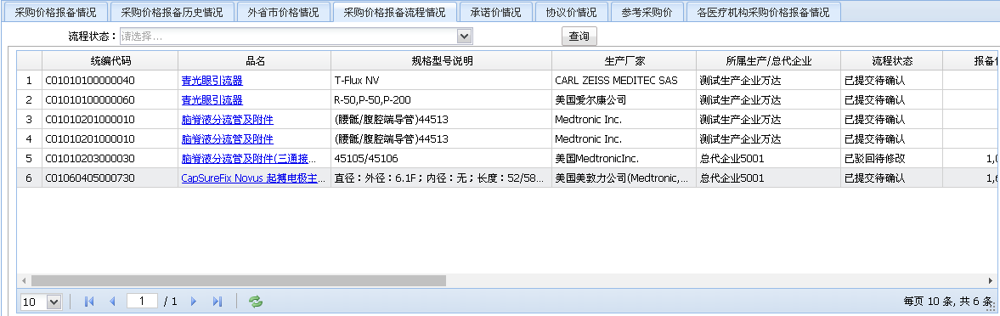 采购价格报备情况 采购价格报备历史情况 外省市价格情况 采购价格报备流程情况 承诺价情况 协议价情况 参考采购价 各医疗机构采购价格报备情况
流程状态： 请选择... 查询
统编代码 品名 规格型号说明 生产厂家 所属生产/总代企业 流程状态
1 C01010100000040 青光眼引流器 T-Flux NV CARL ZEISS MEDITEC SAS 测试生产企业万达 已提交待确认
2 C01010100000060 青光眼引流器 R-50,P-50,P-200 美国爱尔康公司 测试生产企业万达 已提交待确认
3 C01010201000010 脑脊液分流管及附件 (腰骶/腹腔端导管)44513 Medtronic Inc. 测试生产企业万达 已提交待确认
4 C01010201000010 脑脊液分流管及附件 (腰骶/腹腔端导管)44513 Medtronic Inc. 测试生产企业万达 已提交待确认
5 C01010203000030 脑脊液分流管及附件(三通接... 45105/45106 美国MedtronicInc. 总代企业5001 已驳回待修改
6 C01060405000730 CapSureFix Novus 起搏电极主... 直径：外径：6.1F；内径：无；长度：52/58... 美国美敦力公司(Medtronic,... 总代企业5001 已提交待确认
10 1 / 1 每页 10 条, 共 6 条